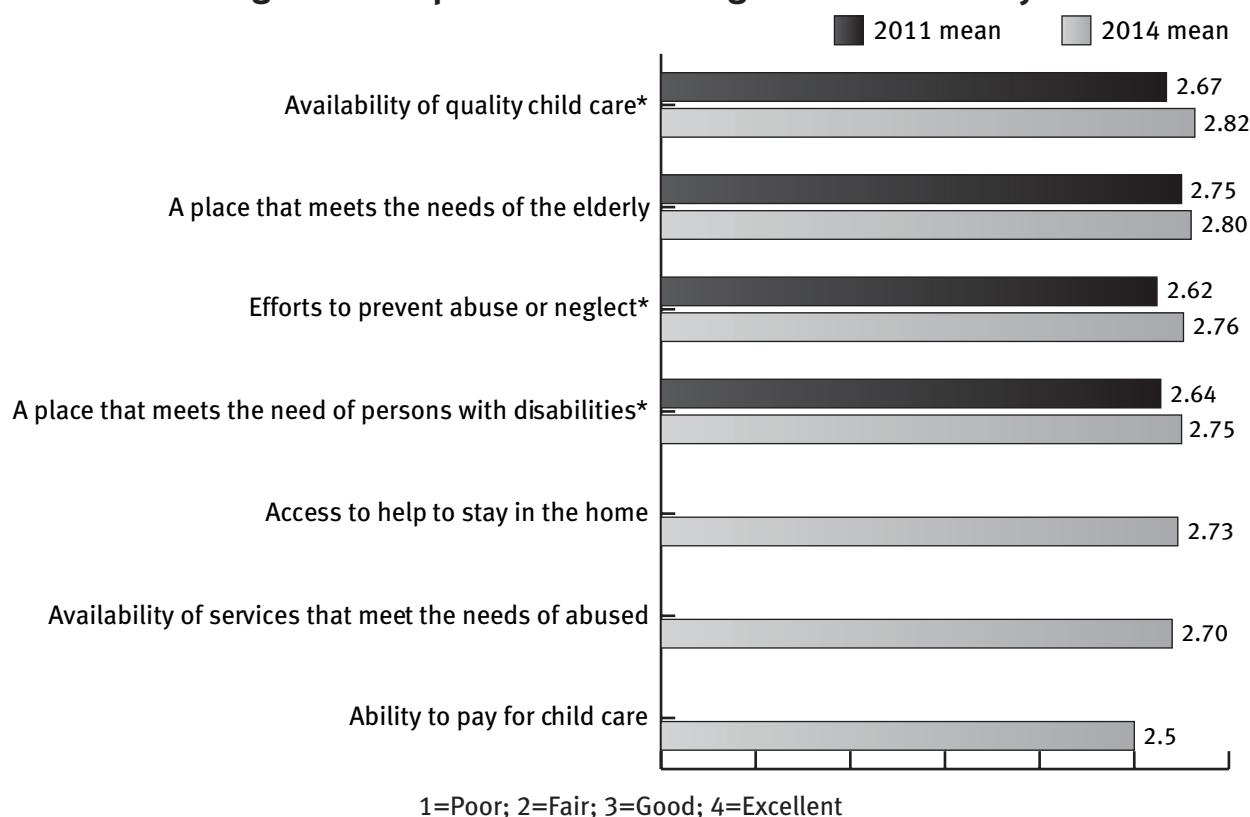 2011 mean 2014 mean
Availability of quality child care*
2.67
2.82
A place that meets the needs of the elderly
2.75
2.80
Efforts to prevent abuse or neglect*
2.62
2.76
A place that meets the need of persons with disabilities*
2.64
2.75
Access to help to stay in the home
2.73
Availability of services that meet the needs of abused
2.70
Ability to pay for child care
2.5
1=Poor; 2=Fair; 3=Good; 4=Excellent